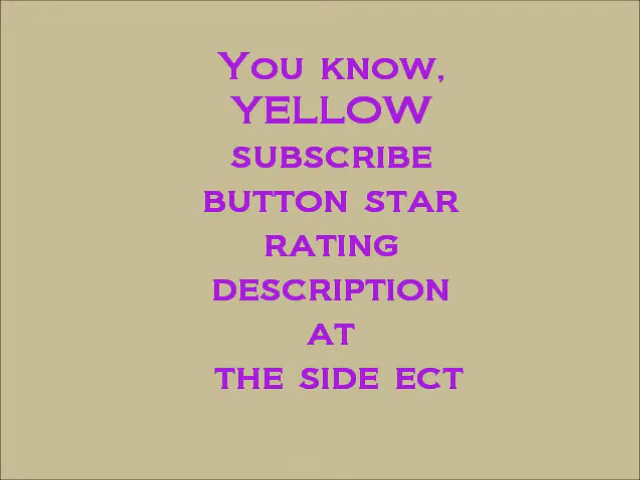 You know,
YELLOW
subscribe
button star
rating
description
at
the side ect